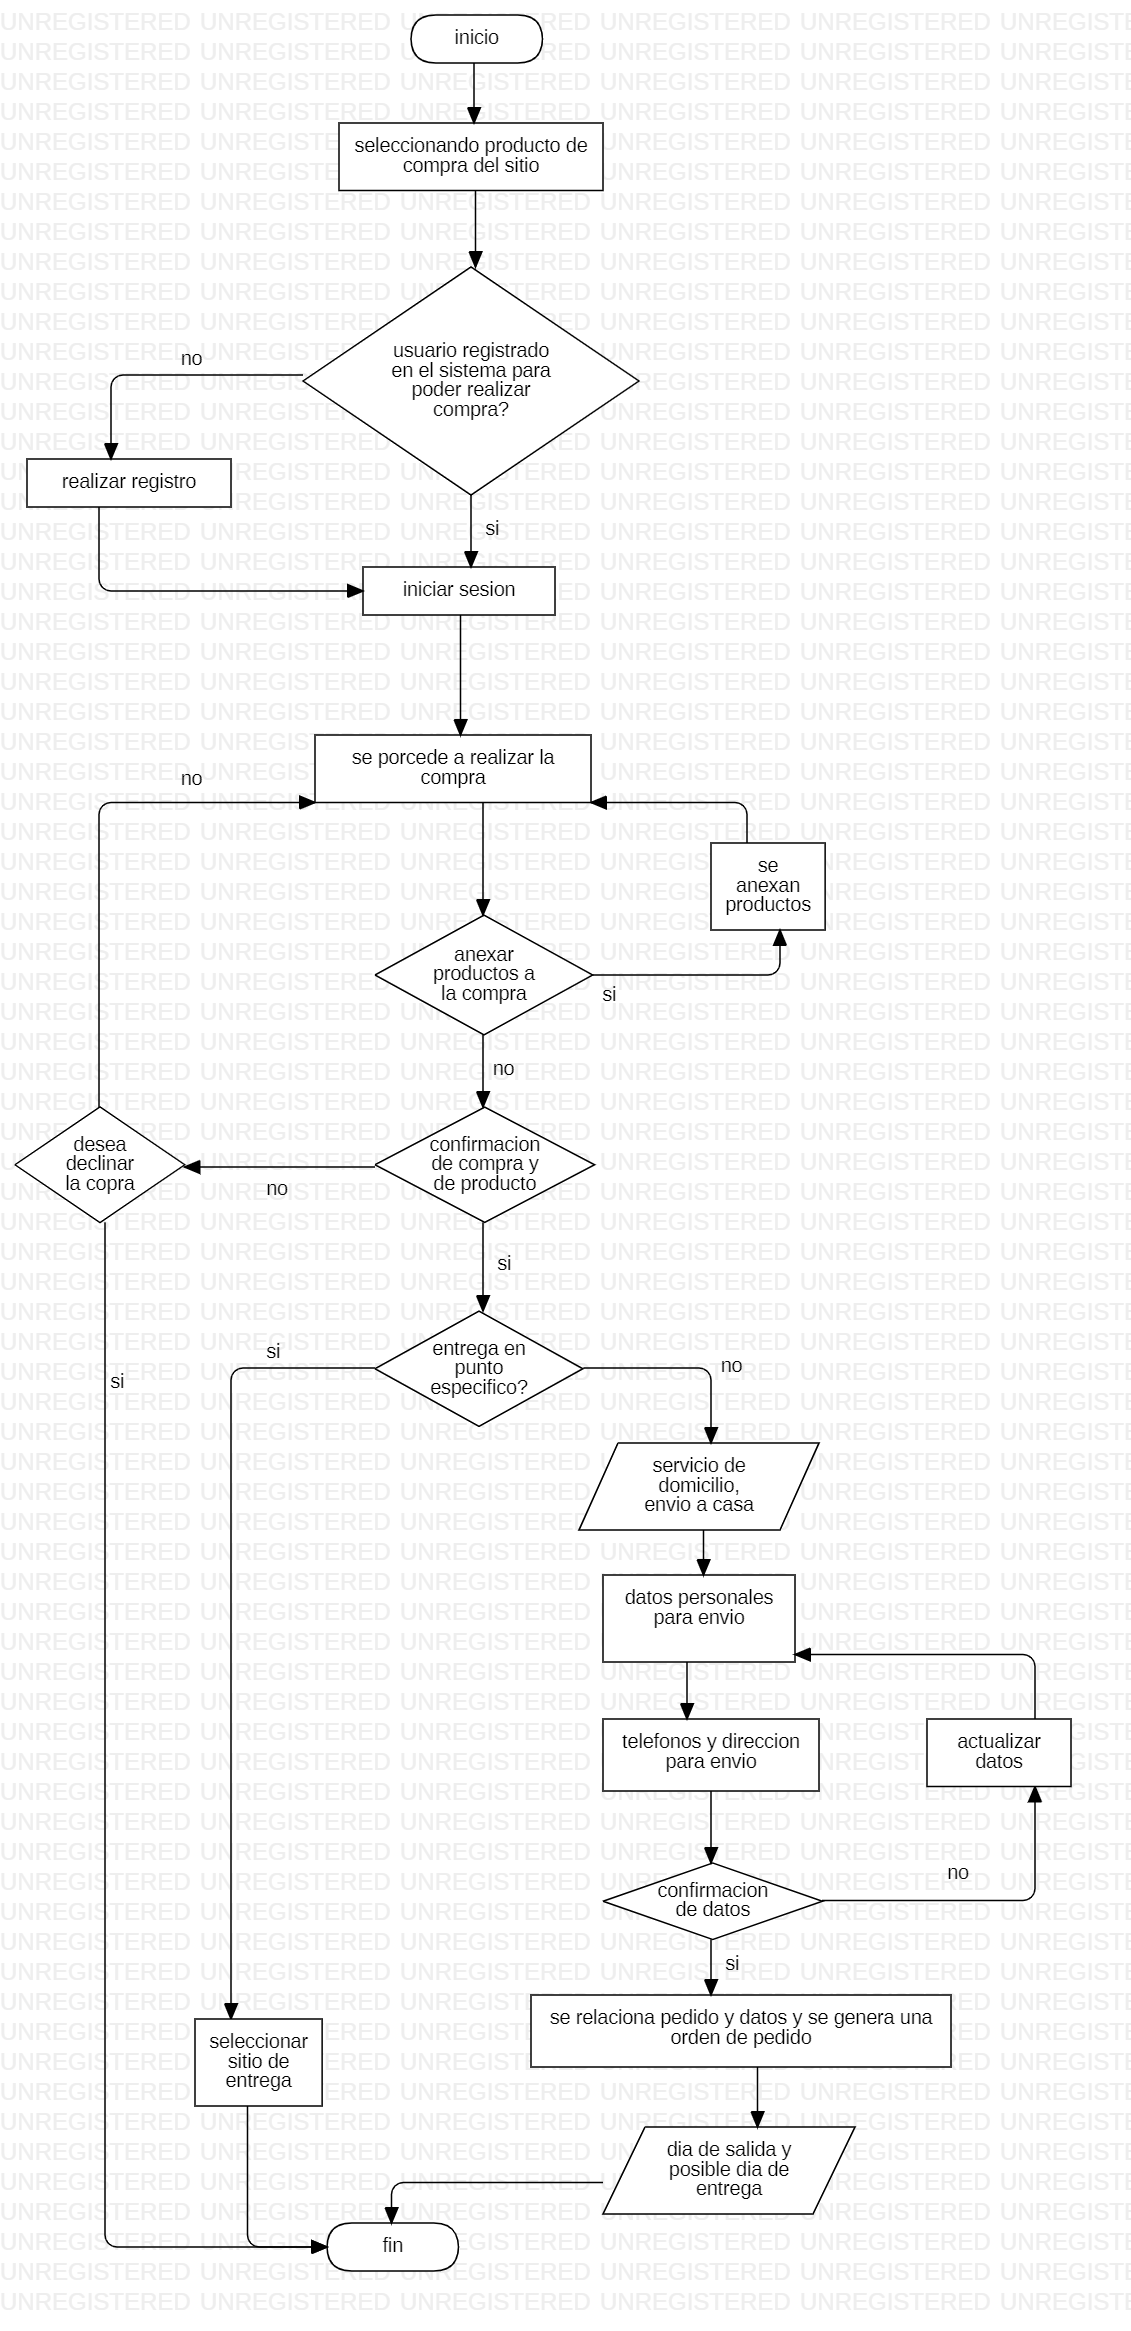 inicio
seleccionando producto de
compra del sitio
usuario registrado
en el sistema para
poder realizar
compra?
no
realizar registro
si
iniciar sesion
se porcede a realizar la
compra
no
se
anexan
productos
anexar
productos a
la compra
si
no
desea
declinar
la copra
confirmacion
de compra y
de producto
no
si
entrega en
punto
especifico?
si
no
si
servicio de
domicilio,
envio a casa
datos personales
para envio
telefonos y direccion
para envio
actualizar
datos
confirmacion
de datos
no
si
se relaciona pedido y datos y se genera una
orden de pedido
seleccionar
sitio de
entrega
dia de salida y
posible dia de
entrega
fin
UNREGISTERED